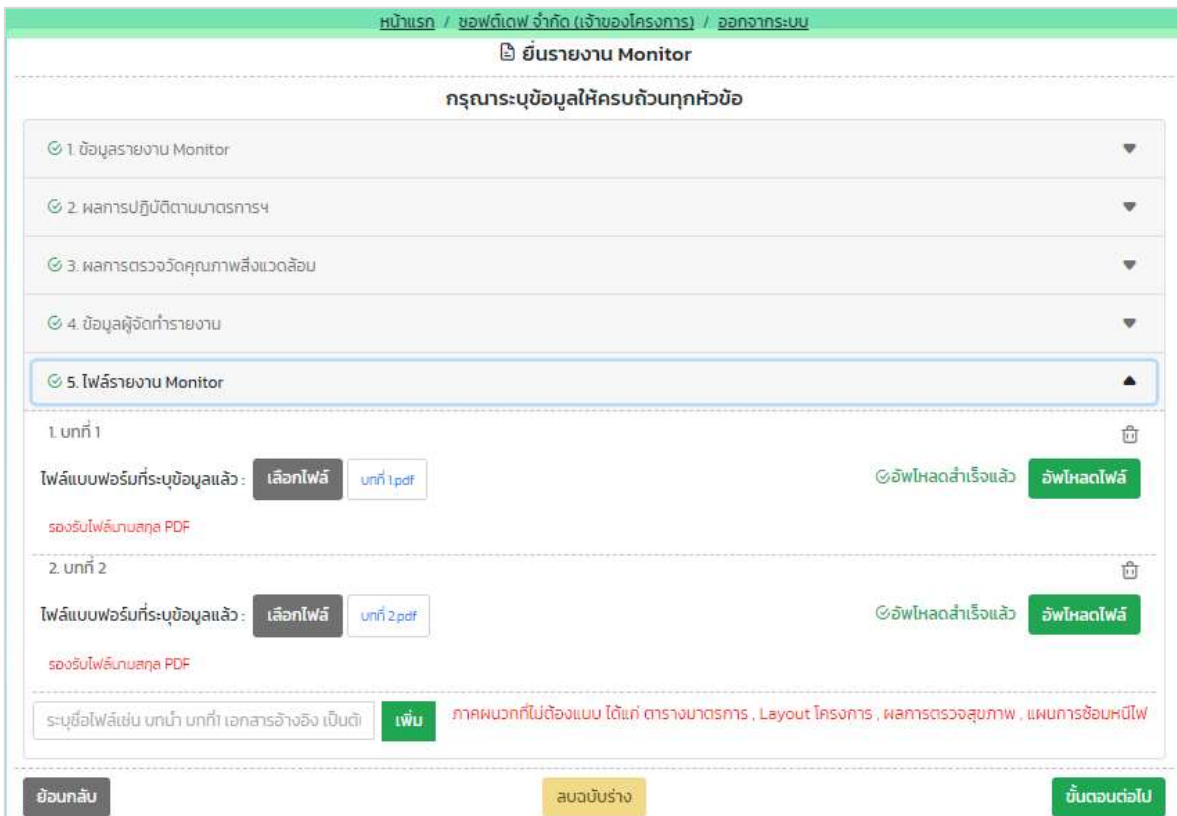 หน้าแรก / ซอฟต์เดฟ จำกัด (เจ้าของโครงการ) / ออกจากระบบ
ยื่นรายงาน Monitor
กรุณาระบุข้อมูลให้ครบถ้วนทุกหัวข้อ
1. ข้อมูลรายงาน Monitor
2. ผลการปฏิบัติตามมาตรการฯ
3. ผลการตรวจวัดคุณภาพสิ่งแวดล้อม
4. ข้อมูลผู้จัดทำรายงาน
5. ไฟล์รายงาน Monitor
1. บทที่ 1
ไฟล์แบบฟอร์มที่ระบุข้อมูลแล้ว : เลือกไฟล์ บทที่ 1.pdf อัพโหลดสำเร็จแล้ว อัพโหลดไฟล์
รองรับไฟล์นามสกุล PDF
2. บทที่ 2
ไฟล์แบบฟอร์มที่ระบุข้อมูลแล้ว : เลือกไฟล์ บทที่ 2.pdf อัพโหลดสำเร็จแล้ว อัพโหลดไฟล์
รองรับไฟล์นามสกุล PDF
ระบุชื่อไฟล์เช่น บทนำ บทที่1 เอกสารอ้างอิง เป็นต้ เพิ่ม ภาคผนวกที่ไม่ต้องแบบ ได้แก่ ตารางมาตรการ , Layout โครงการ , ผลการตรวจสุขภาพ , แผนการซ้อมหนีไฟ
ย้อนกลับ ลบฉบับร่าง ขั้นตอนต่อไป